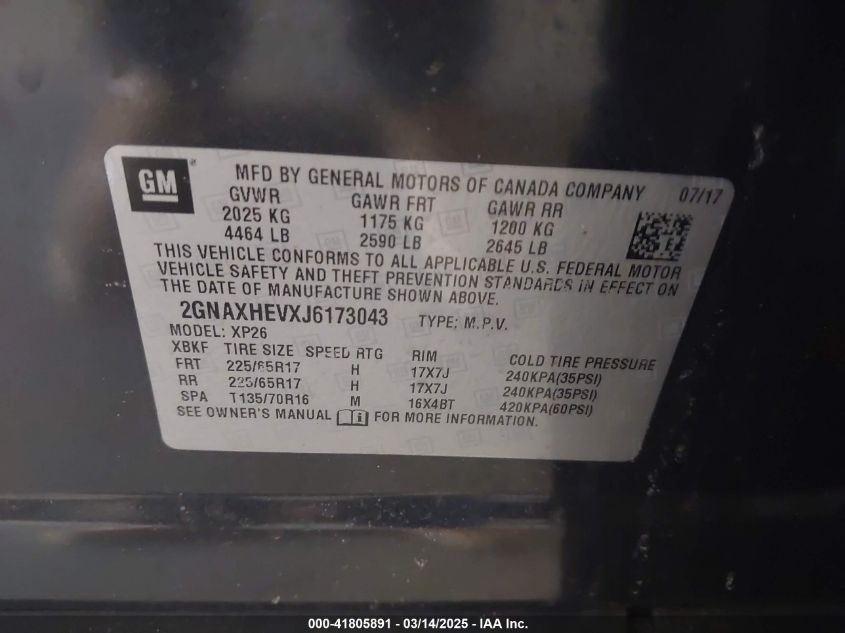 GM ® MFD BY GENERAL MOTORS OF CANADA COMPANY 07/17
GVWR GAWR FRT GAWR RR
2025 KG 1175 KG 1200 KG
4464 LB 2590 LB 2645 LB
THIS VEHICLE CONFORMS TO ALL APPLICABLE U.S. FEDERAL MOTOR
VEHICLE SAFETY AND THEFT PREVENTION STANDARDS IN EFFECT ON
THE DATE OF MANUFACTURE SHOWN ABOVE.
2GNAXHEVXJ6173043 TYPE: M.P.V.
MODEL: XP26
XBKF TIRE SIZE SPEED RTG RIM COLD TIRE PRESSURE
FRT 225/65R17 H 17X7J 240KPA(35PSI)
RR 225/65R17 H 17X7J 240KPA(35PSI)
SPA T135/70R16 M 16X4BT 420KPA(60PSI)
SEE OWNER'S MANUAL FOR MORE INFORMATION.
000-41805891 - 03/14/2025 - IAA Inc.